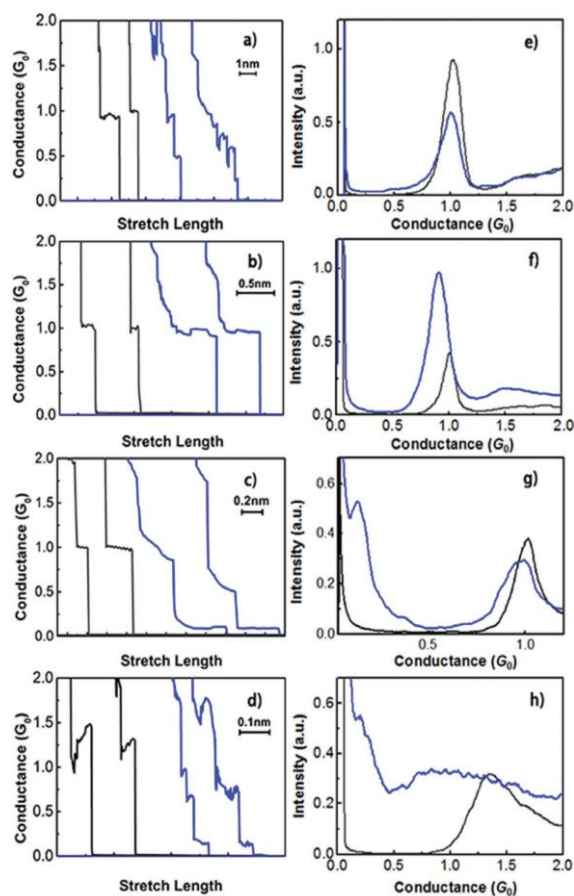 Conductance (G₀)
2.0
1.5
1.0
0.5
0.0
a)
1nm
Stretch Length
Intensity (a.u.)
1.0
0.5
0.0
e)
0.0 0.5 1.0 1.5 2.0
Conductance (G₀)
Conductance (G₀)
2.0
1.5
1.0
0.5
0.0
b)
0.5nm
Stretch Length
Intensity (a.u.)
1.0
0.5
0.0
f)
0.0 0.5 1.0 1.5 2.0
Conductance (G₀)
Conductance (G₀)
2.0
1.5
1.0
0.5
0.0
c)
0.2nm
Stretch Length
Intensity (a.u.)
0.6
0.4
0.2
0.0
g)
0.5 1.0
Conductance (G₀)
Conductance (G₀)
2.0
1.5
1.0
0.5
0.0
d)
0.1nm
Stretch Length
Intensity (a.u.)
0.6
0.3
0.0
h)
0.0 0.5 1.0 1.5 2.0
Conductance (G₀)